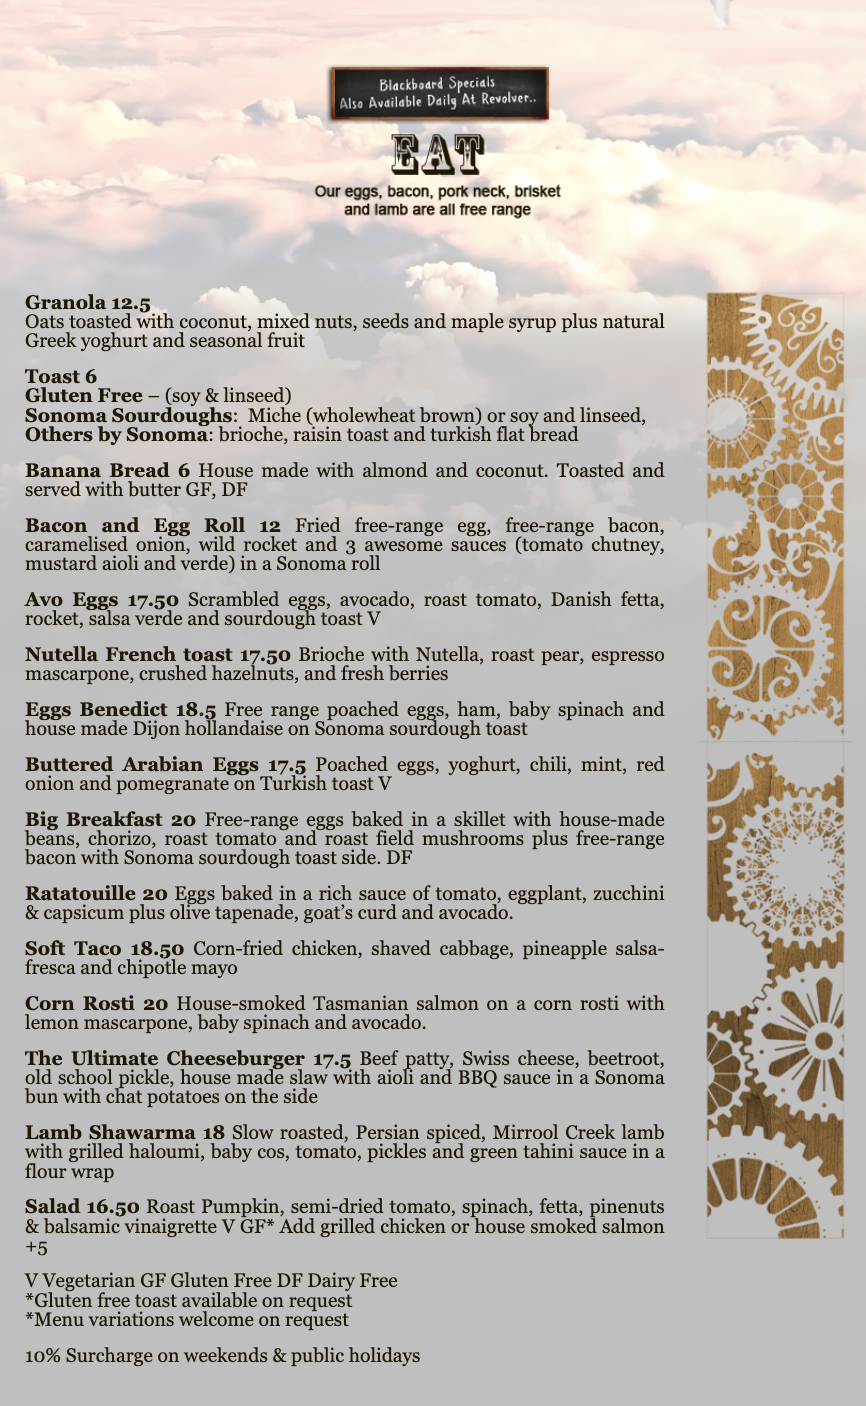 Blackboard Specials
Also Available Daily At Revolver..
EAT
Our eggs, bacon, pork neck, brisket
and lamb are all free range
Granola 12.5
Oats toasted with coconut, mixed nuts, seeds and maple syrup plus natural
Greek yoghurt and seasonal fruit
Toast 6
Gluten Free – (soy & linseed)
Sonoma Sourdoughs: Miche (wholewheat brown) or soy and linseed,
Others by Sonoma: brioche, raisin toast and turkish flat bread
Banana Bread 6 House made with almond and coconut. Toasted and
served with butter GF, DF
Bacon and Egg Roll 12 Fried free-range egg, free-range bacon,
caramelised onion, wild rocket and 3 awesome sauces (tomato chutney,
mustard aioli and verde) in a Sonoma roll
Avo Eggs 17.50 Scrambled eggs, avocado, roast tomato, Danish fetta,
rocket, salsa verde and sourdough toast V
Nutella French toast 17.50 Brioche with Nutella, roast pear, espresso
mascarpone, crushed hazelnuts, and fresh berries
Eggs Benedict 18.5 Free range poached eggs, ham, baby spinach and
house made Dijon hollandaise on Sonoma sourdough toast
Buttered Arabian Eggs 17.5 Poached eggs, yoghurt, chili, mint, red
onion and pomegranate on Turkish toast V
Big Breakfast 20 Free-range eggs baked in a skillet with house-made
beans, chorizo, roast tomato and roast field mushrooms plus free-range
bacon with Sonoma sourdough toast side. DF
Ratatouille 20 Eggs baked in a rich sauce of tomato, eggplant, zucchini
& capsicum plus olive tapenade, goat’s curd and avocado.
Soft Taco 18.50 Corn-fried chicken, shaved cabbage, pineapple salsa-
fresca and chipotle mayo
Corn Rosti 20 House-smoked Tasmanian salmon on a corn rosti with
lemon mascarpone, baby spinach and avocado.
The Ultimate Cheeseburger 17.5 Beef patty, Swiss cheese, beetroot,
old school pickle, house made slaw with aioli and BBQ sauce in a Sonoma
bun with chat potatoes on the side
Lamb Shawarma 18 Slow roasted, Persian spiced, Mirrool Creek lamb
with grilled haloumi, baby cos, tomato, pickles and green tahini sauce in a
flour wrap
Salad 16.50 Roast Pumpkin, semi-dried tomato, spinach, fetta, pinenuts
& balsamic vinaigrette V GF* Add grilled chicken or house smoked salmon
+5
V Vegetarian GF Gluten Free DF Dairy Free
*Gluten free toast available on request
*Menu variations welcome on request
10% Surcharge on weekends & public holidays